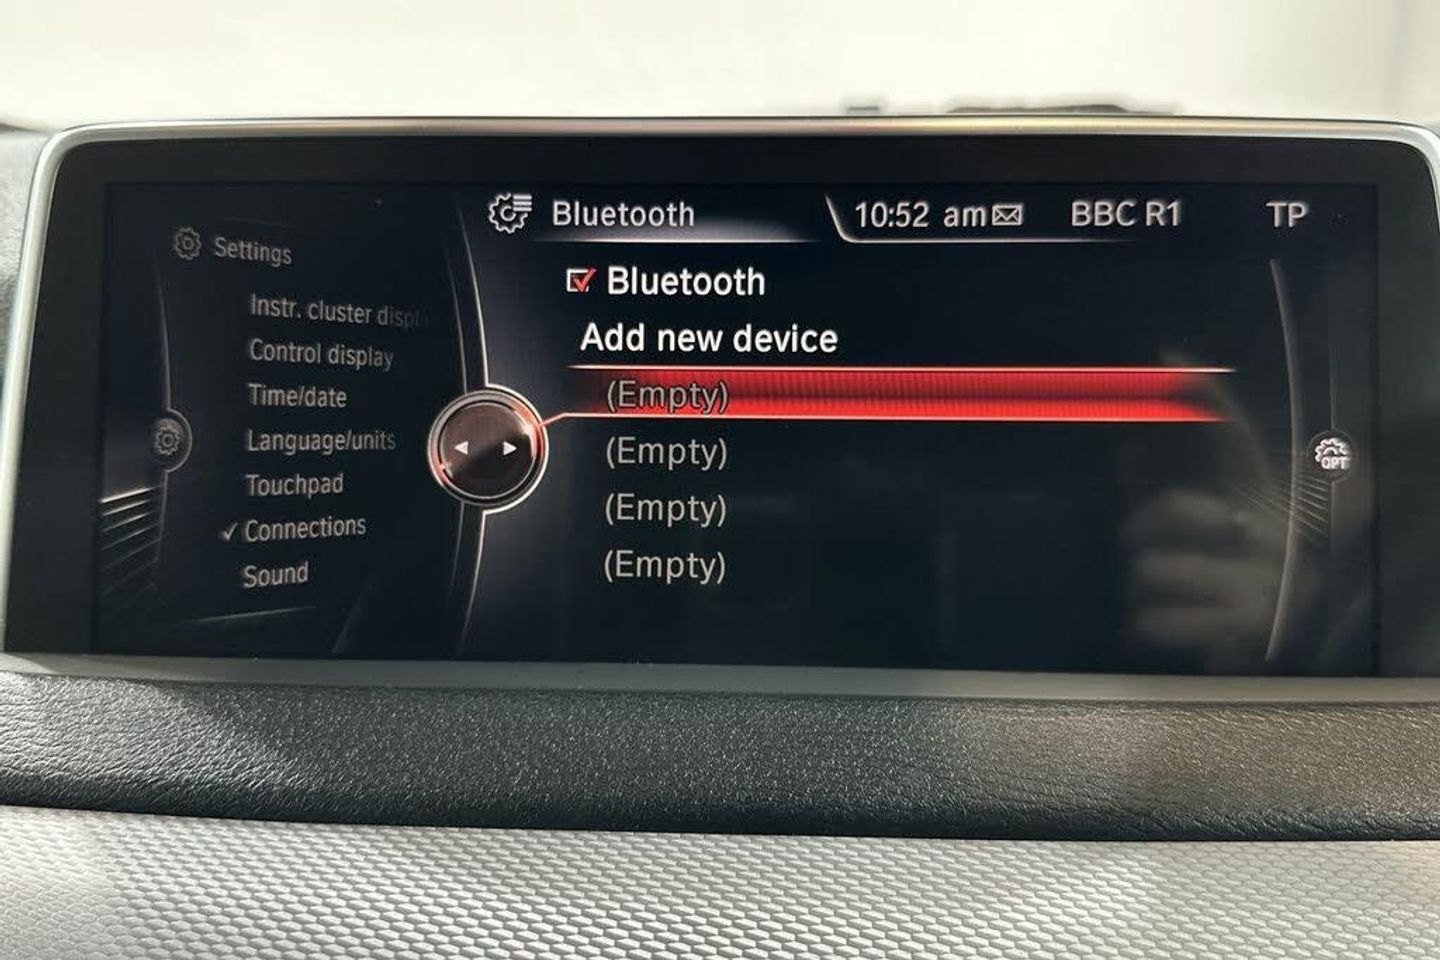 Bluetooth
10:52 am
BBC R1
TP
Settings
Instr. cluster displ
Control display
Time/date
Language/units
Touchpad
Connections
Sound
Bluetooth
Add new device
(Empty)
(Empty)
(Empty)
(Empty)
OPT